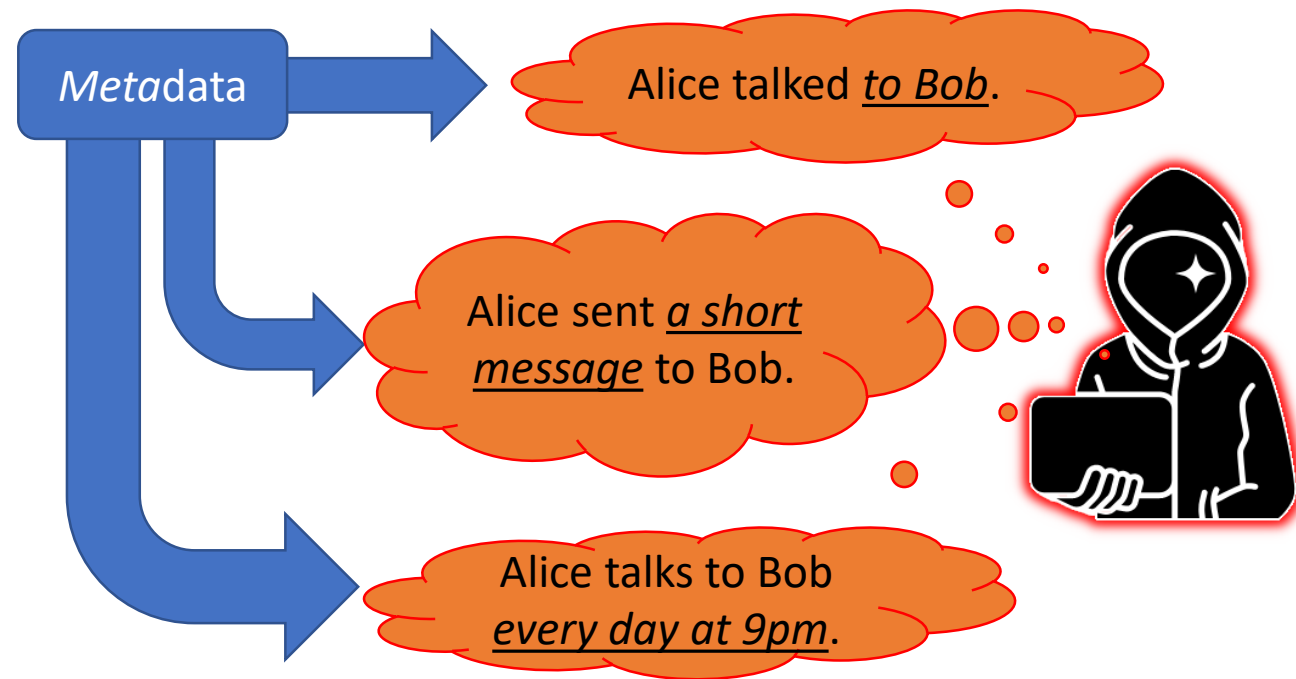 Metadata
Alice talked to Bob.
Alice sent a short
message to Bob.
Alice talks to Bob
every day at 9pm.